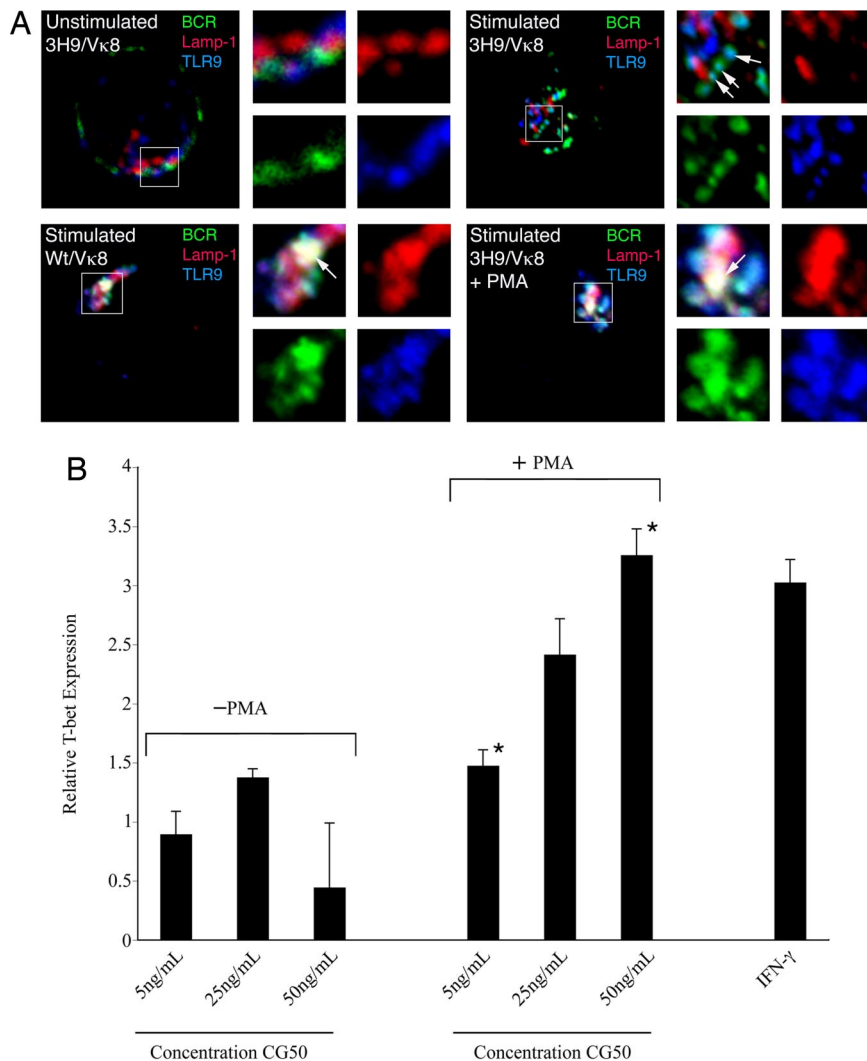 A
Unstimulated
3H9/Vκ8
BCR
Lamp-1
TLR9
Stimulated
3H9/Vκ8
BCR
Lamp-1
TLR9
Stimulated
Wt/Vκ8
BCR
Lamp-1
TLR9
Stimulated
3H9/Vκ8
+ PMA
BCR
Lamp-1
TLR9
B
Relative T-bet Expression
4
3.5
3
2.5
2
1.5
1
0.5
0
−PMA
+ PMA
*
*
5ng/mL
25ng/mL
50ng/mL
5ng/mL
25ng/mL
50ng/mL
IFN-γ
Concentration CG50
Concentration CG50